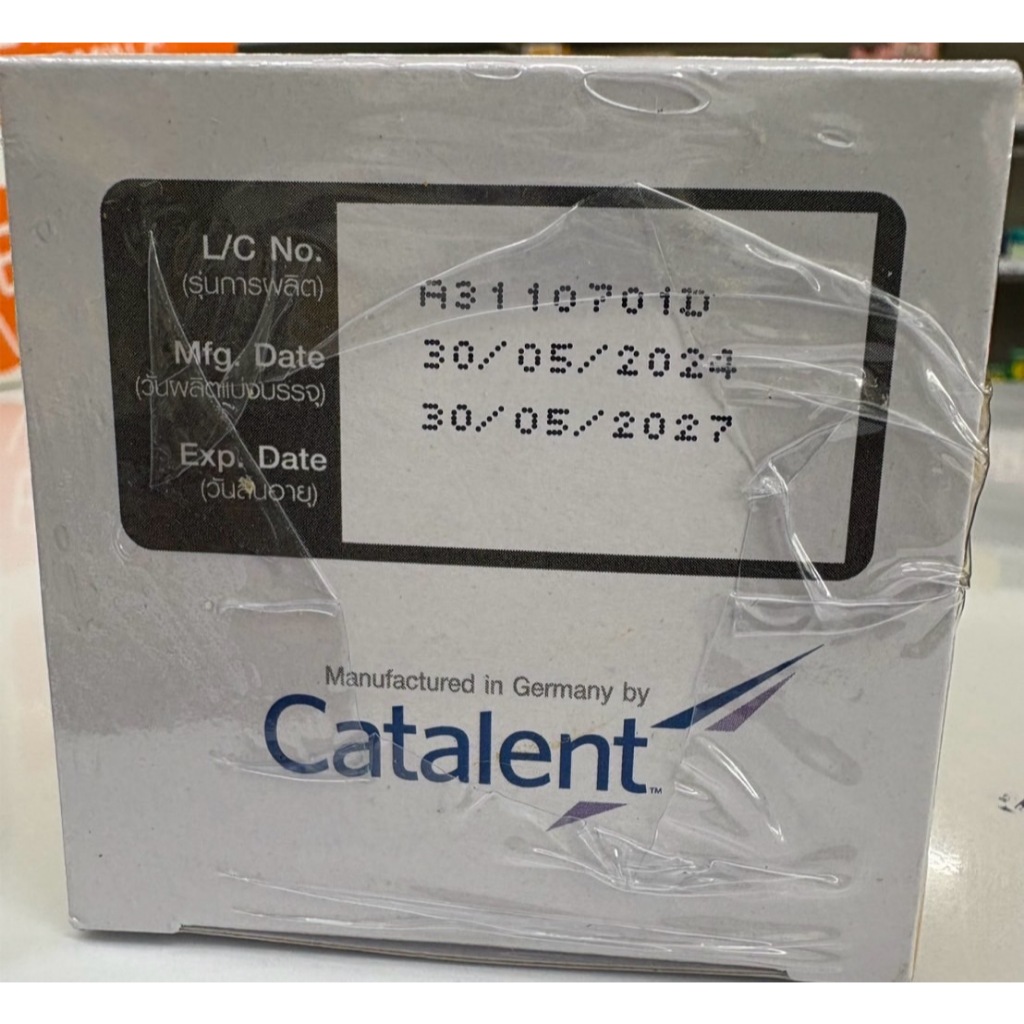 L/C No.
(รุ่นการผลิต)
A31110701D
Mfg. Date
(วันผลิตแบ่งบรรจุ)
30/05/2024
30/05/2027
Exp. Date
(วันสิ้นอายุ)
Manufactured in Germany by
Catalent™